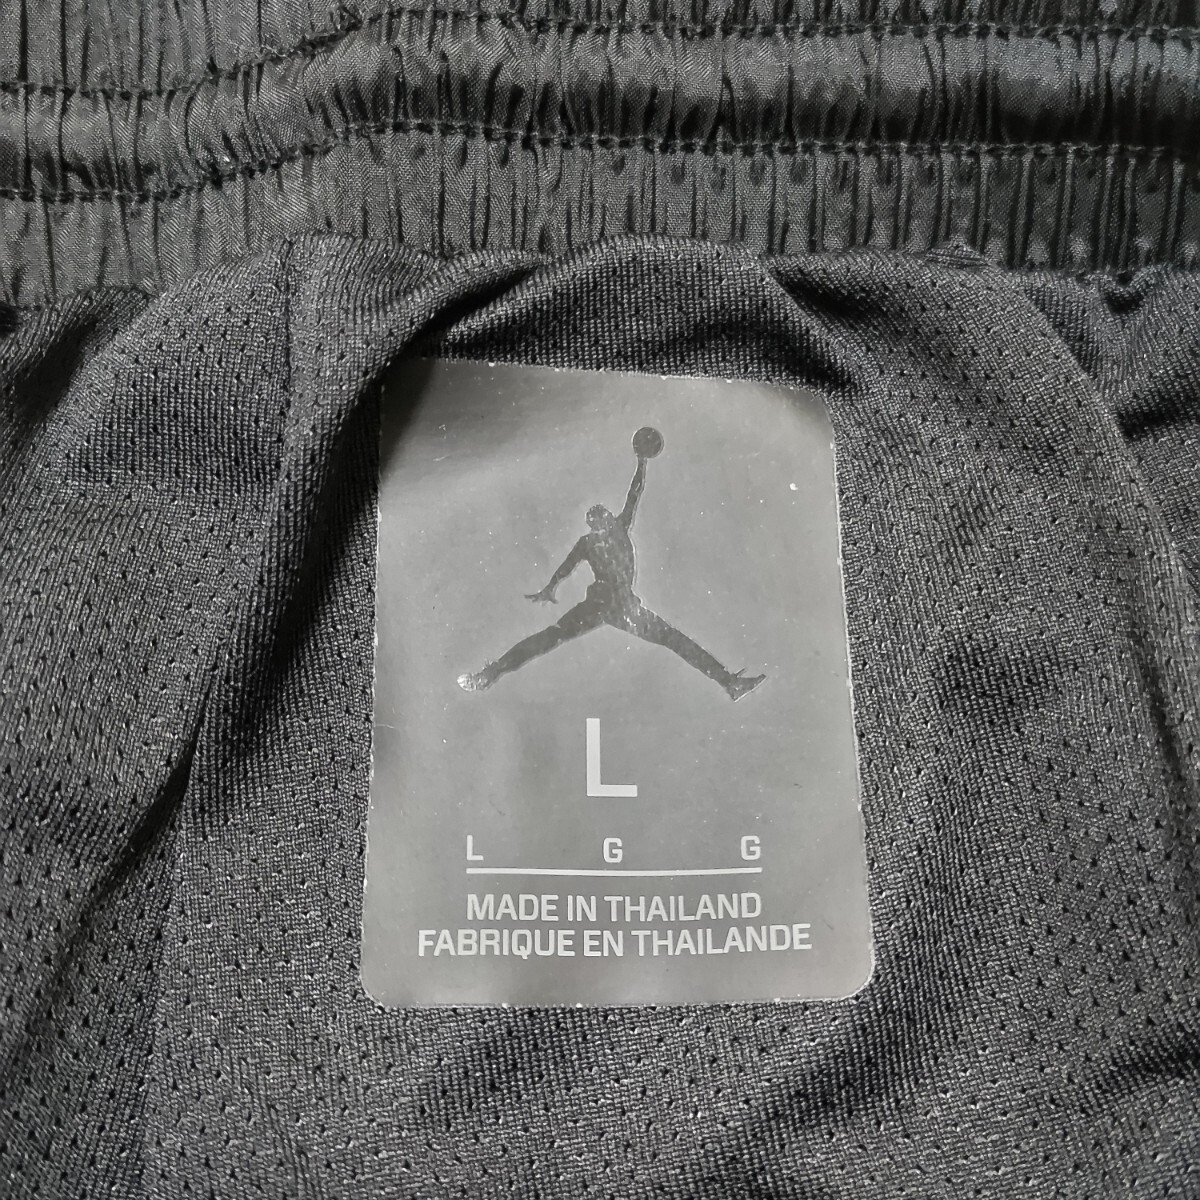 L
L G G
MADE IN THAILAND
FABRIQUE EN THAILANDE